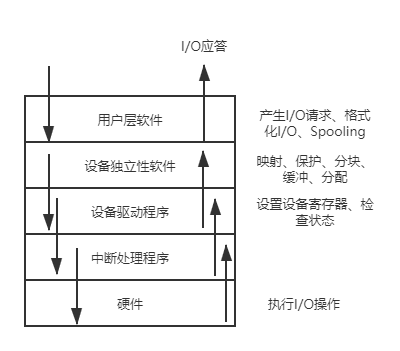 I/O应答
用户层软件
产生I/O请求、格式
化I/O、Spooling
设备独立性软件
映射、保护、分块、
缓冲、分配
设备驱动程序
设置设备寄存器、检
查状态
中断处理程序
硬件
执行I/O操作